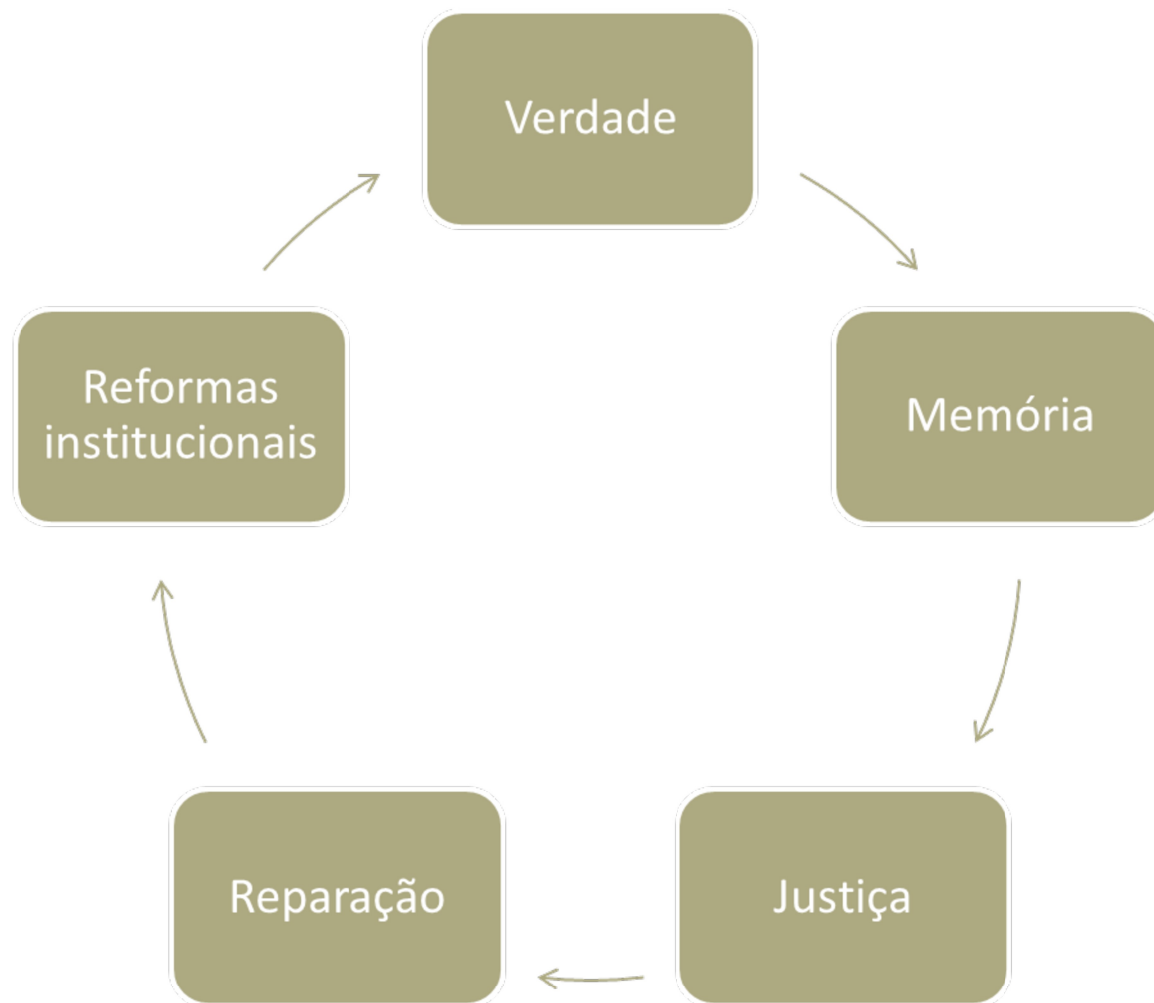 Verdade
Memória
Justiça
Reparação
Reformas
institucionais